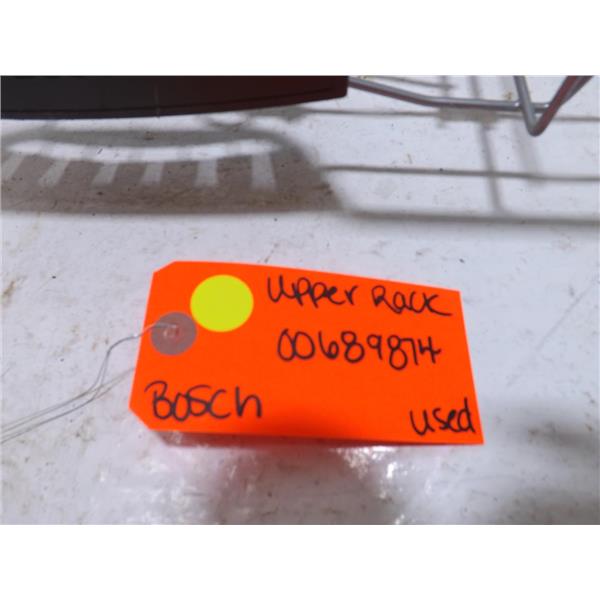 Upper Rack
00689874
Bosch
used